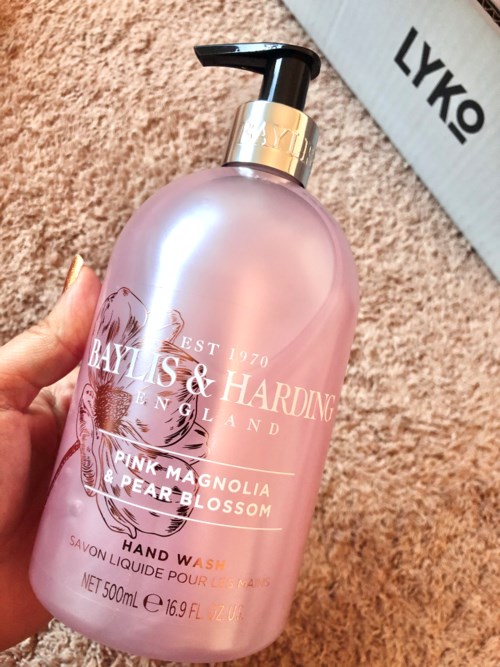 LYKO
BAYLIS
EST 1970
BAYLIS & HARDING
ENGLAND
PINK MAGNOLIA
& PEAR BLOSSOM
HAND WASH
SAVON LIQUIDE POUR LES MAINS
NET 500mL e 16.9 FL. OZ U.